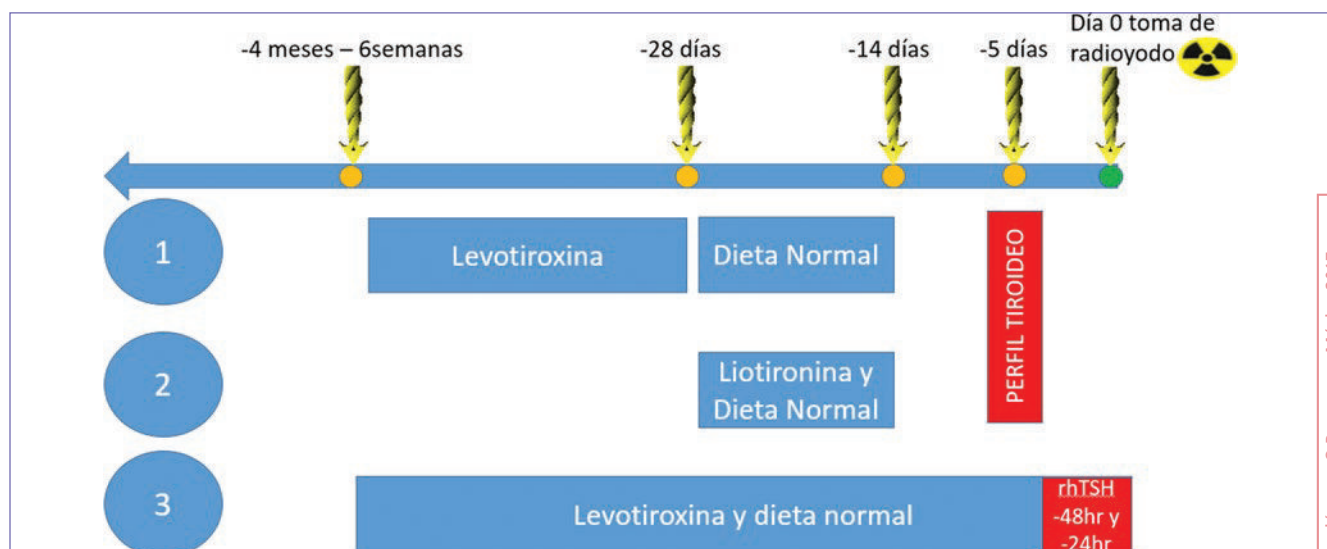 Día 0 toma de
radioyodo
-4 meses – 6semanas
-28 días
-14 días
-5 días
1
Levotiroxina
Dieta Normal
PERFIL TIROIDEO
2
Liotironina y
Dieta Normal
3
Levotiroxina y dieta normal
rhTSH
-48hr y
-24hr